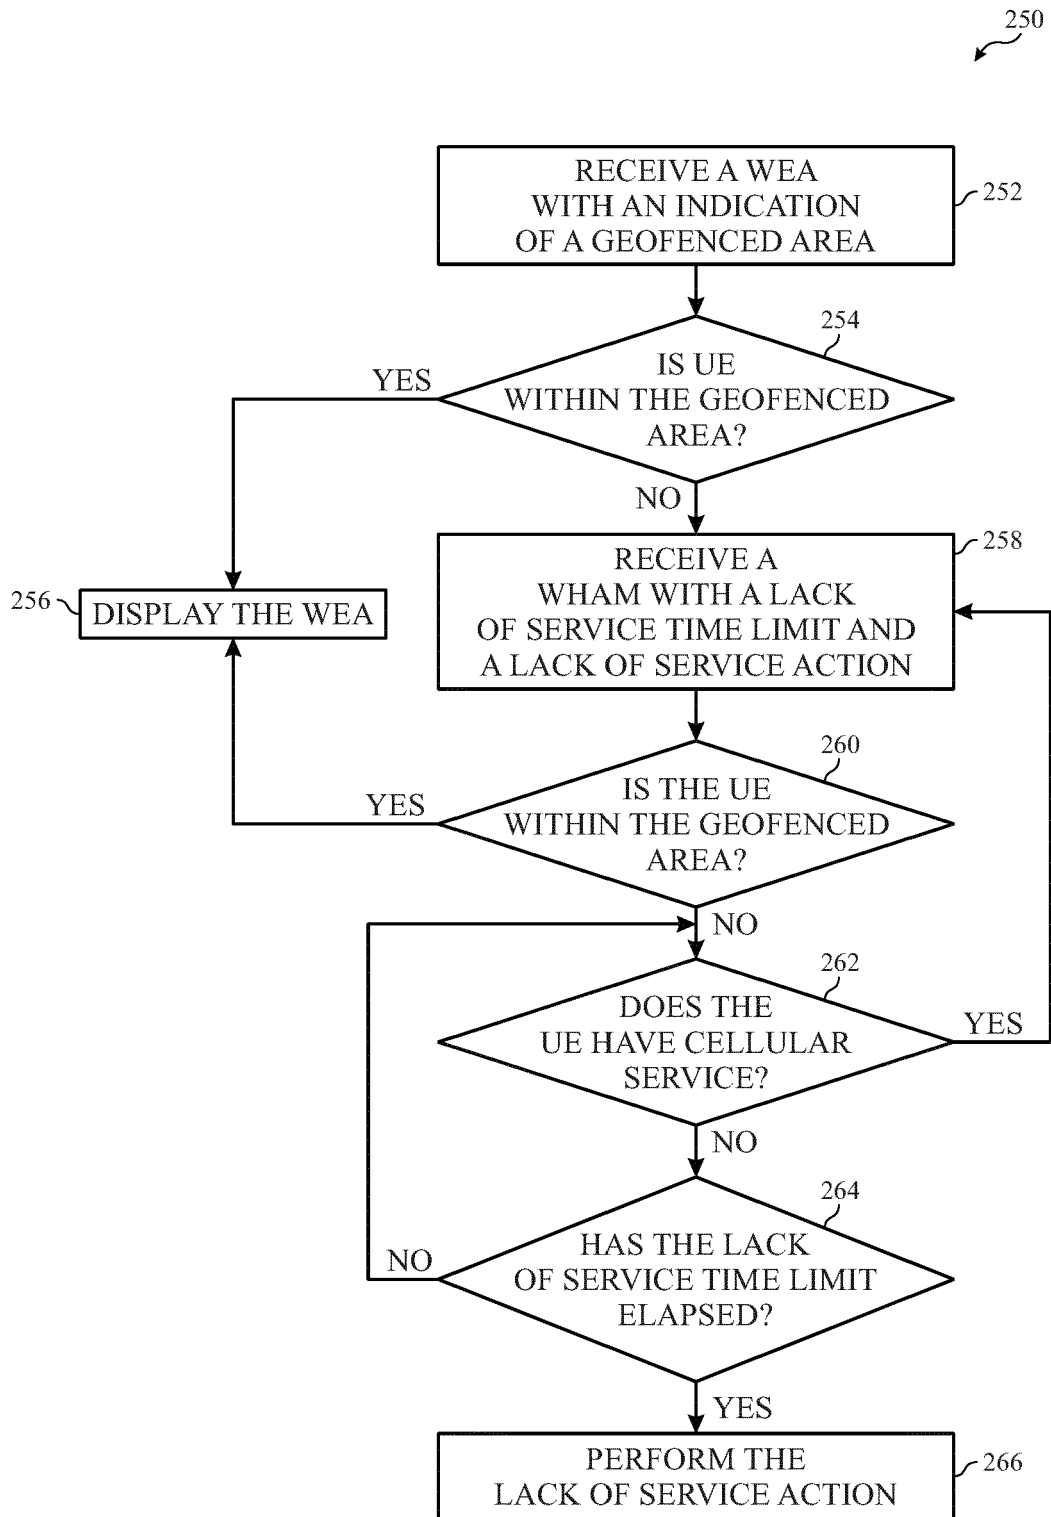 250
RECEIVE A WEA
WITH AN INDICATION
OF A GEOFENCED AREA
252
254
IS UE
WITHIN THE GEOFENCED
AREA?
YES
NO
258
RECEIVE A
WHAM WITH A LACK
OF SERVICE TIME LIMIT AND
A LACK OF SERVICE ACTION
256
DISPLAY THE WEA
260
IS THE UE
WITHIN THE GEOFENCED
AREA?
YES
NO
262
DOES THE
UE HAVE CELLULAR
SERVICE?
YES
NO
264
HAS THE LACK
OF SERVICE TIME LIMIT
ELAPSED?
NO
YES
PERFORM THE
LACK OF SERVICE ACTION
266